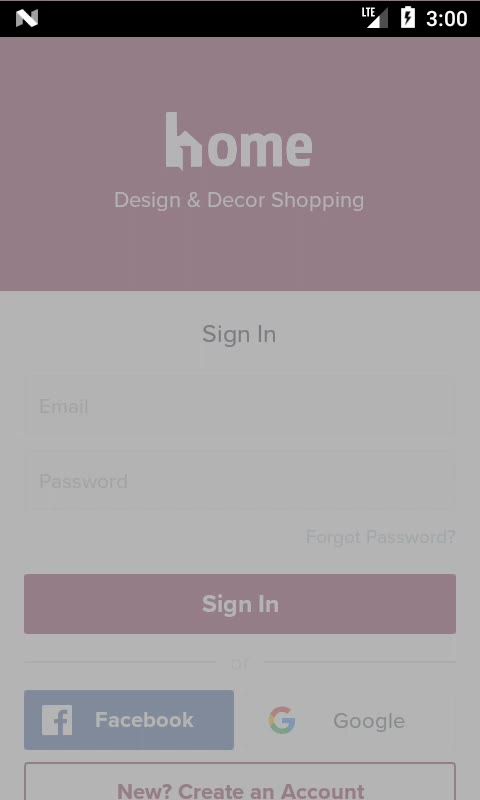 LTE 3:00
home
Design & Decor Shopping
Sign In
Email
Password
Forgot Password?
Sign In
or
Facebook
Google
New? Create an Account